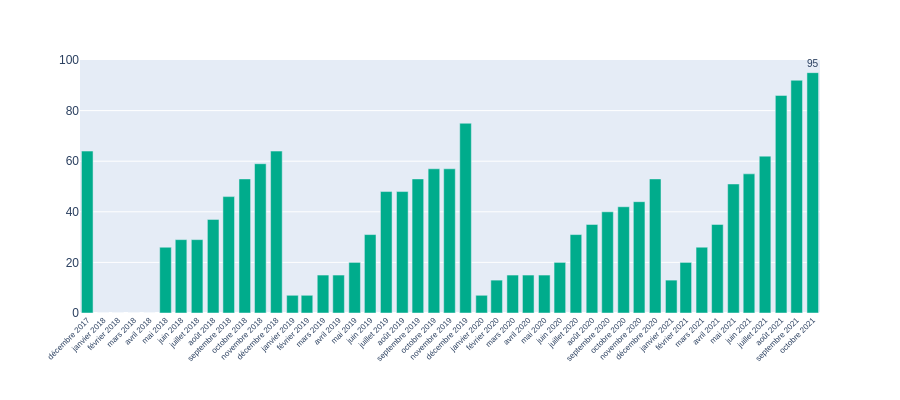 100
80
60
40
20
0
95
décembre 2017
janvier 2018
février 2018
mars 2018
avril 2018
mai 2018
juin 2018
juillet 2018
août 2018
septembre 2018
octobre 2018
novembre 2018
décembre 2018
janvier 2019
février 2019
mars 2019
avril 2019
mai 2019
juin 2019
juillet 2019
août 2019
septembre 2019
octobre 2019
novembre 2019
décembre 2019
janvier 2020
février 2020
mars 2020
avril 2020
mai 2020
juin 2020
juillet 2020
août 2020
septembre 2020
octobre 2020
novembre 2020
décembre 2020
janvier 2021
février 2021
mars 2021
avril 2021
mai 2021
juin 2021
juillet 2021
août 2021
septembre 2021
octobre 2021